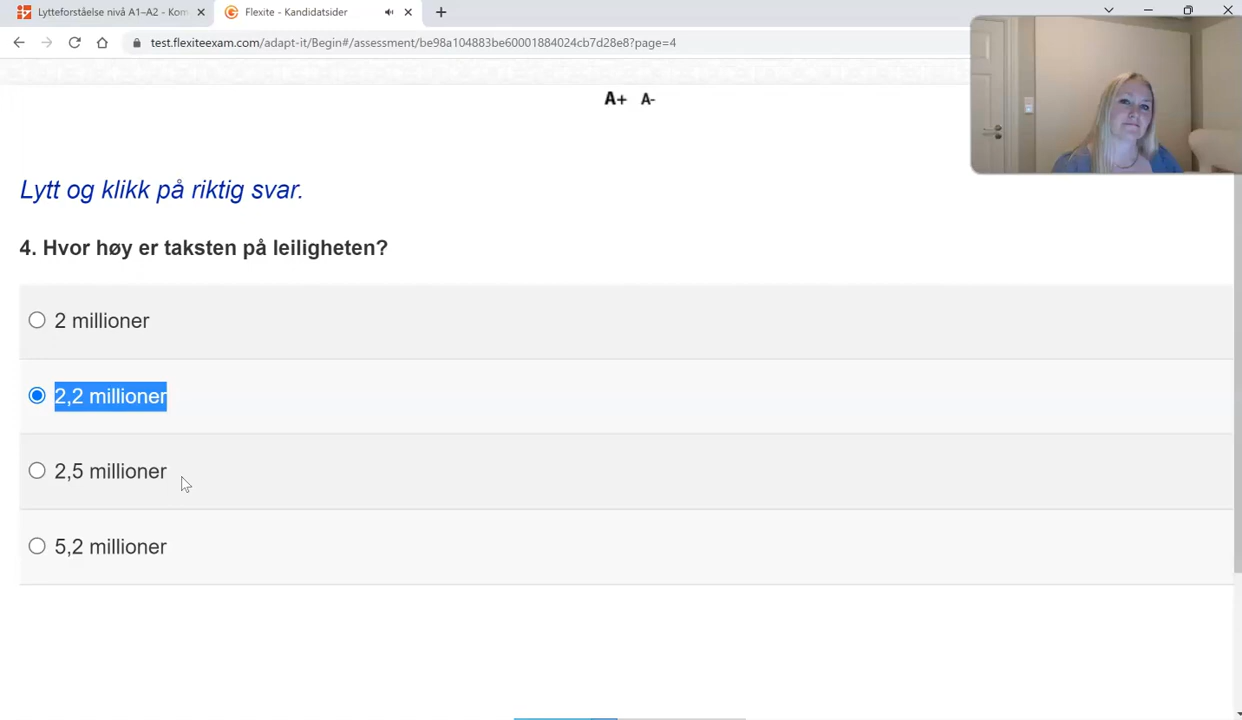 Lytteforståelse nivå A1–A2 - Kom
Flexite - Kandidatsider
test.flexiteexam.com/adapt-it/Begin#/assessment/be98a104883be60001884024cb7d28e8?page=4
A+ A-
Lytt og klikk på riktig svar.
4. Hvor høy er taksten på leiligheten?
2 millioner
2,2 millioner
2,5 millioner
5,2 millioner